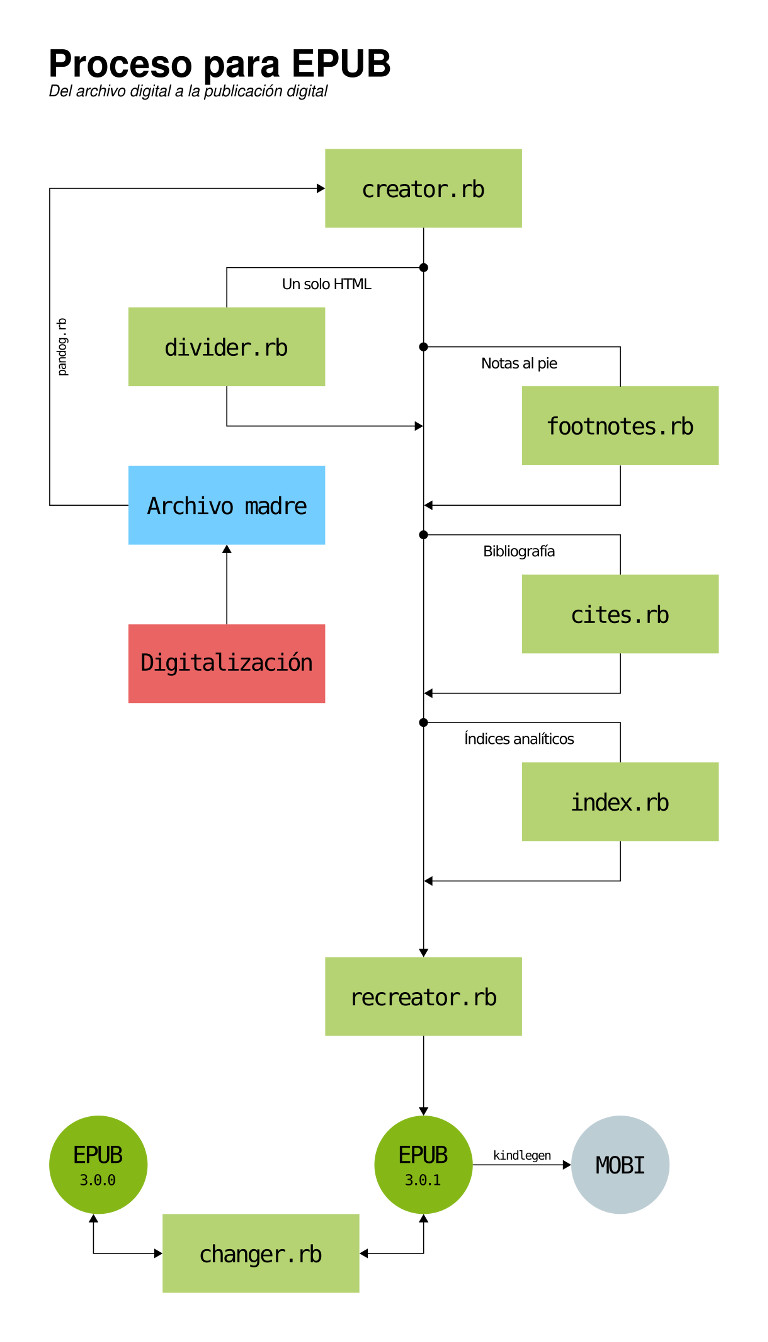 Proceso para EPUB
Del archivo digital a la publicación digital
creator.rb
Un solo HTML
pandog.rb
divider.rb
Notas al pie
footnotes.rb
Archivo madre
Bibliografía
cites.rb
Digitalización
Índices analíticos
index.rb
recreator.rb
EPUB
3.0.0
EPUB
3.0.1
kindlegen
MOBI
changer.rb